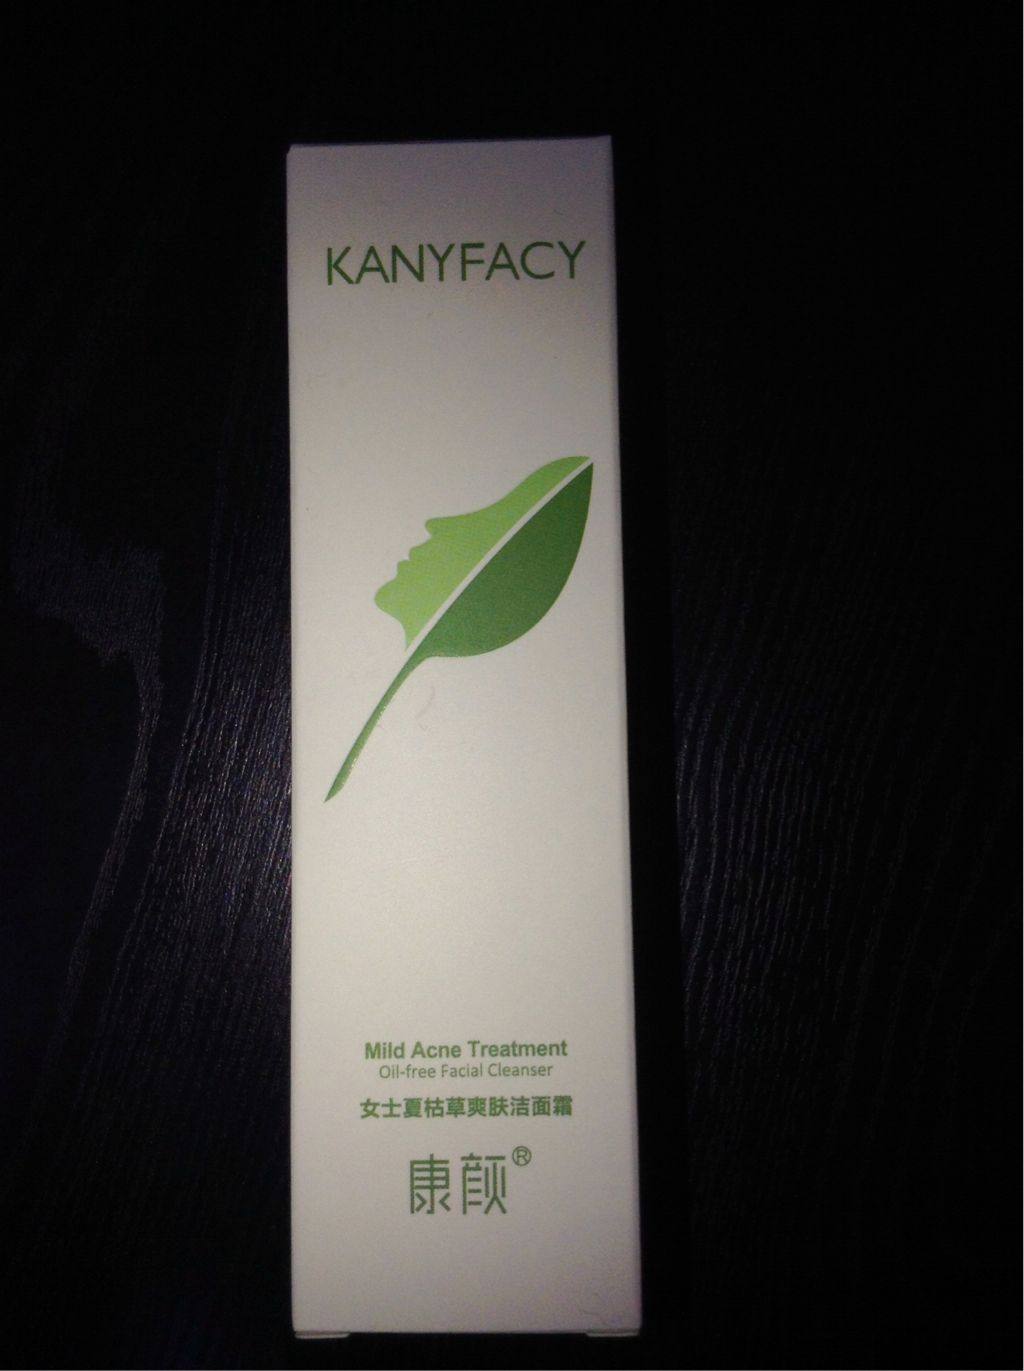 KANYFACY
Mild Acne Treatment
Oil-free Facial Cleanser
女士夏枯草爽肤洁面霜
康颜®